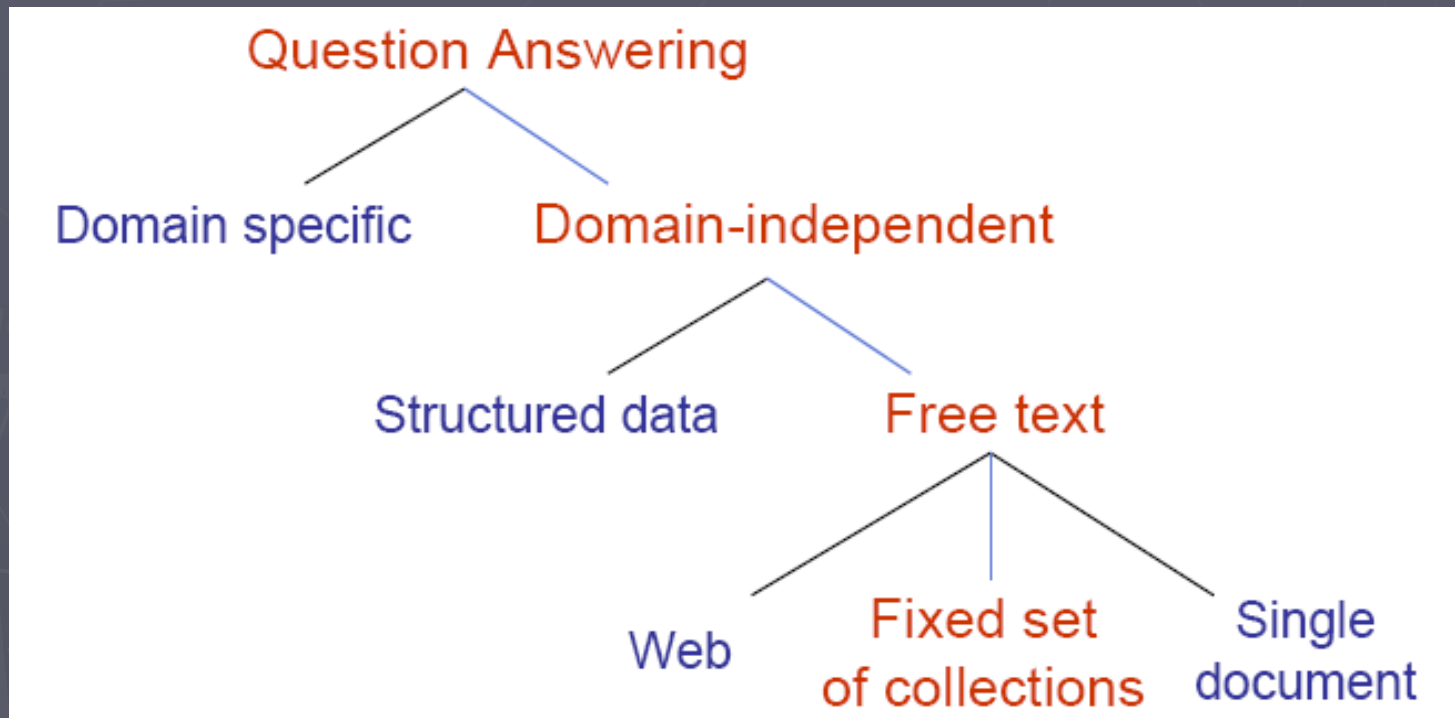 Question Answering
Domain specific
Domain-independent
Structured data
Free text
Web
Fixed set
of collections
Single
document